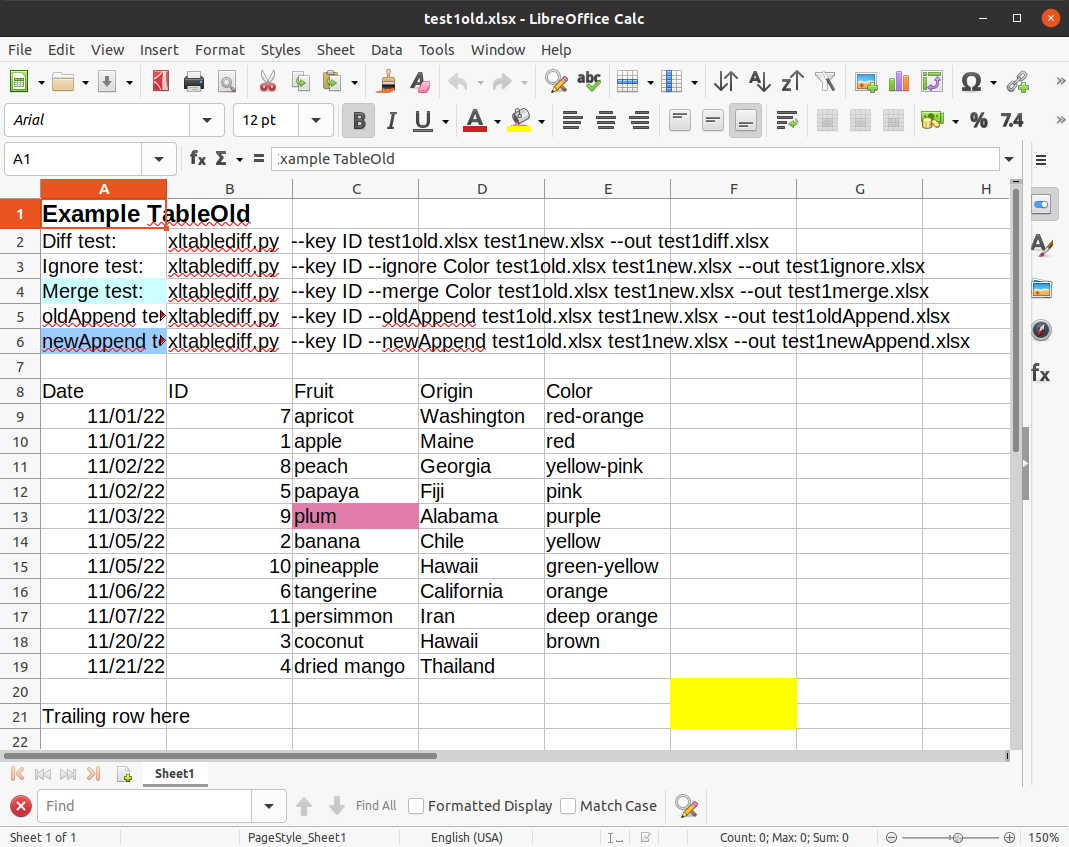 test1old.xlsx - LibreOffice Calc
File Edit View Insert Format Styles Sheet Data Tools Window Help
abc Ω »
Arial 12 pt B I U A % 7.4 »
A1 fx Σ = Example TableOld
A B C D E F G H
1 Example TableOld
2 Diff test: xltablediff.py --key ID test1old.xlsx test1new.xlsx --out test1diff.xlsx
3 Ignore test: xltablediff.py --key ID --ignore Color test1old.xlsx test1new.xlsx --out test1ignore.xlsx
4 Merge test: xltablediff.py --key ID --merge Color test1old.xlsx test1new.xlsx --out test1merge.xlsx
5 oldAppend te xltablediff.py --key ID --oldAppend test1old.xlsx test1new.xlsx --out test1oldAppend.xlsx
6 newAppend t xltablediff.py --key ID --newAppend test1old.xlsx test1new.xlsx --out test1newAppend.xlsx
7
8 Date ID Fruit Origin Color
9 11/01/22 7 apricot Washington red-orange
10 11/01/22 1 apple Maine red
11 11/02/22 8 peach Georgia yellow-pink
12 11/02/22 5 papaya Fiji pink
13 11/03/22 9 plum Alabama purple
14 11/05/22 2 banana Chile yellow
15 11/05/22 10 pineapple Hawaii green-yellow
16 11/06/22 6 tangerine California orange
17 11/07/22 11 persimmon Iran deep orange
18 11/20/22 3 coconut Hawaii brown
19 11/21/22 4 dried mango Thailand
20
21 Trailing row here
22
Sheet1
Find Find All Formatted Display Match Case
Sheet 1 of 1 PageStyle_Sheet1 English (USA) Count: 0; Max: 0; Sum: 0 150%